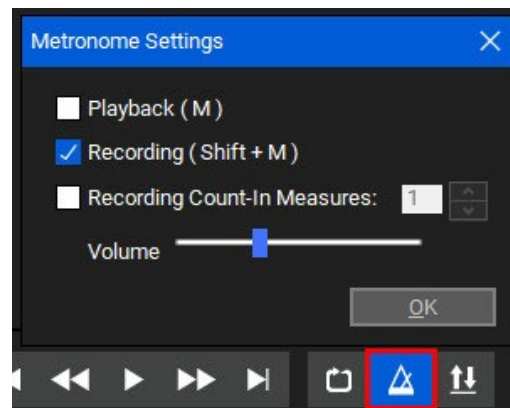 Metronome Settings
Playback ( M )
Recording ( Shift + M )
Recording Count-In Measures: 1
Volume
OK